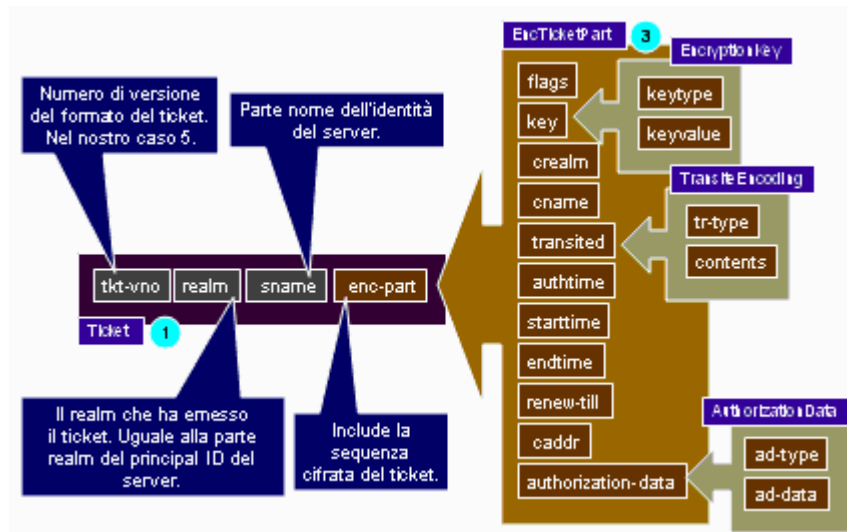 EncTicketPart
3
EncryptionKey
flags
keytype
key
keyvalue
crealm
cname
TransitedEncoding
transited
tr-type
contents
authtime
starttime
endtime
renew-till
caddr
authorization-data
AuthorizationData
ad-type
ad-data
Numero di versione
del formato del ticket.
Nel nostro caso 5.
Parte nome dell'identità
del server.
tkt-vno
realm
sname
enc-part
Ticket
1
Il realm che ha emesso
il ticket. Uguale alla parte
realm del principal ID del
server.
Include la
sequenza
cifrata del ticket.